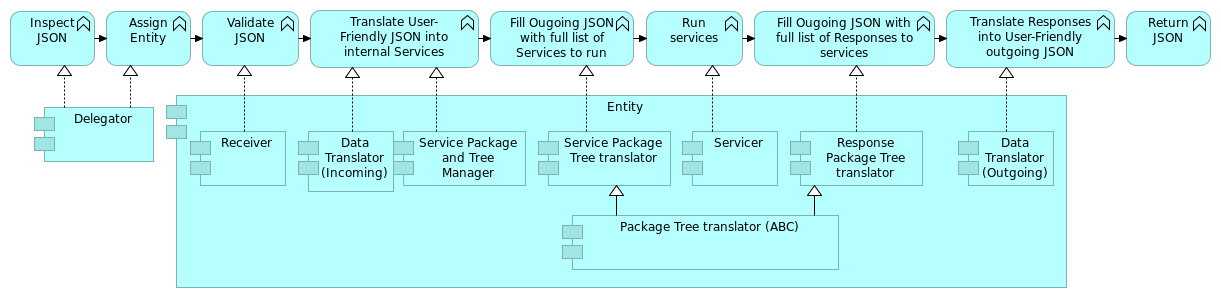 Inspect
JSON
Assign
Entity
Validate
JSON
Translate User-
Friendly JSON into
internal Services
Fill Ougoing JSON
with full list of
Services to run
Run
services
Fill Ougoing JSON with
full list of Responses to
services
Translate Responses
into User-Friendly
outgoing JSON
Return
JSON
Delegator
Entity
Receiver
Data
Translator
(Incoming)
Service Package
and Tree
Manager
Service Package
Tree translator
Servicer
Response
Package Tree
translator
Data
Translator
(Outgoing)
Package Tree translator (ABC)